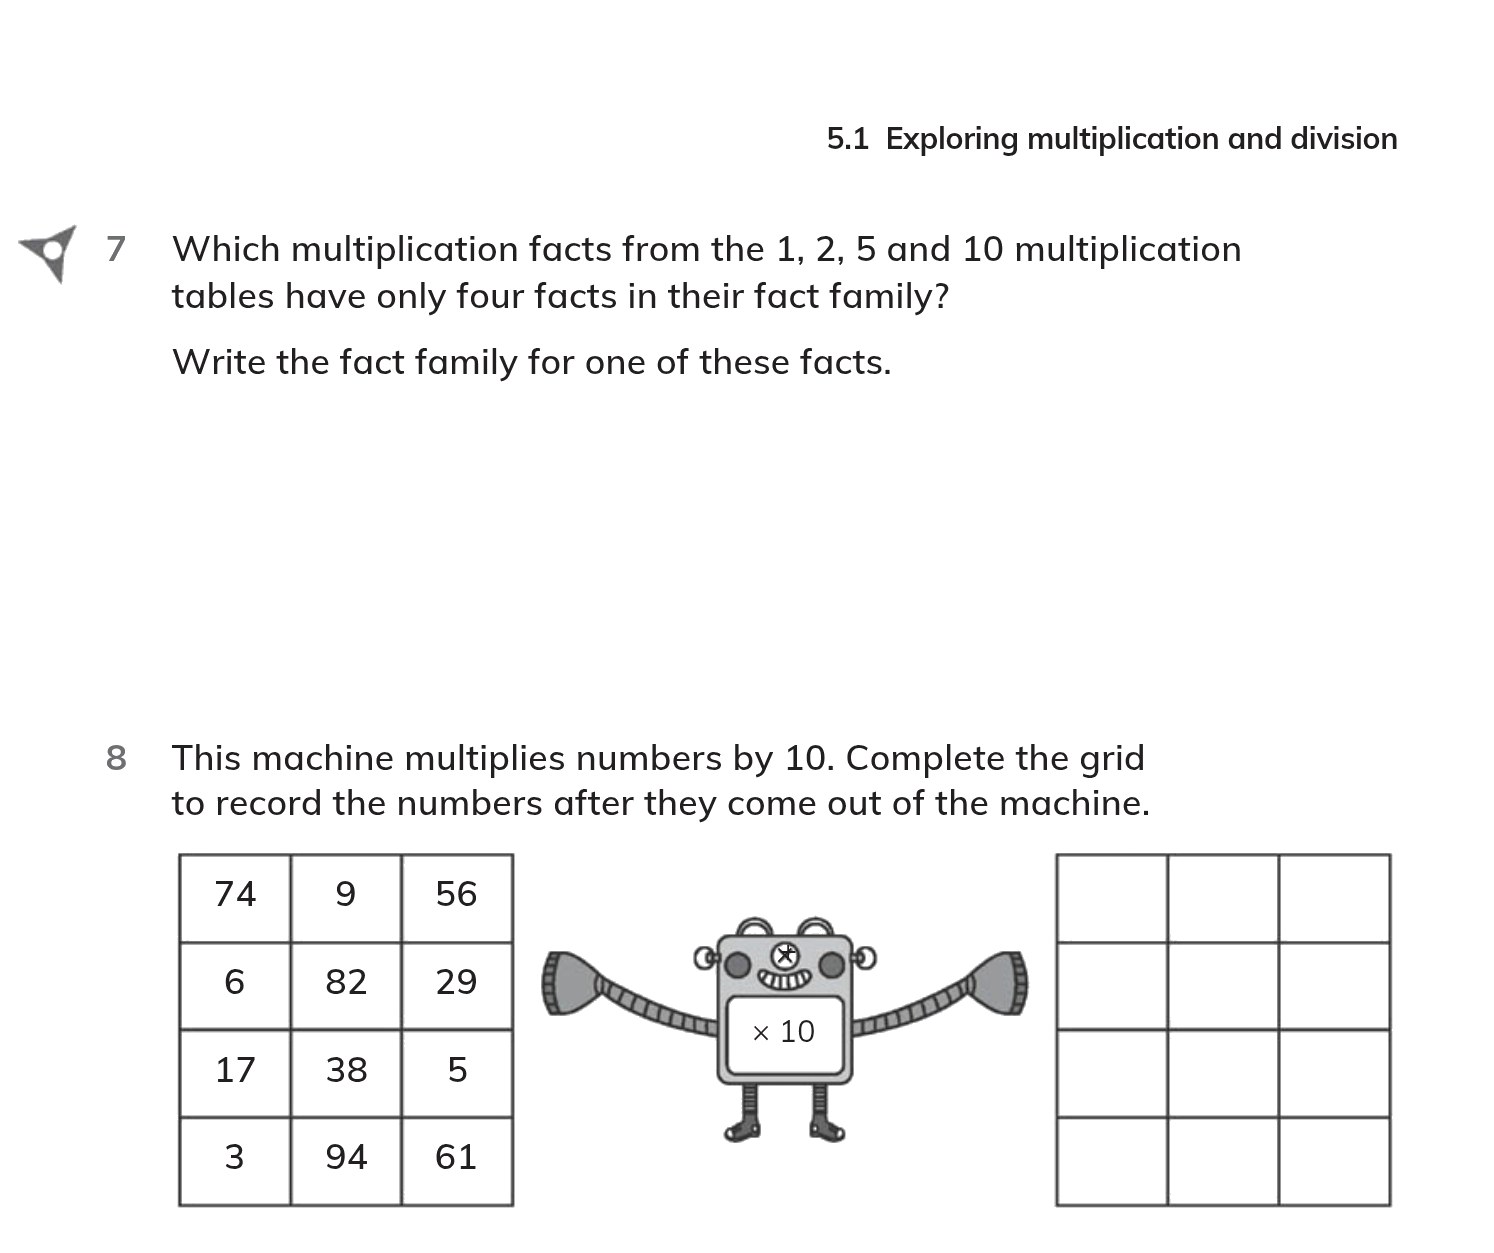 5.1 Exploring multiplication and division
7 Which multiplication facts from the 1, 2, 5 and 10 multiplication
tables have only four facts in their fact family?
Write the fact family for one of these facts.
8 This machine multiplies numbers by 10. Complete the grid
to record the numbers after they come out of the machine.
74 9 56
6 82 29
17 38 5
3 94 61
× 10